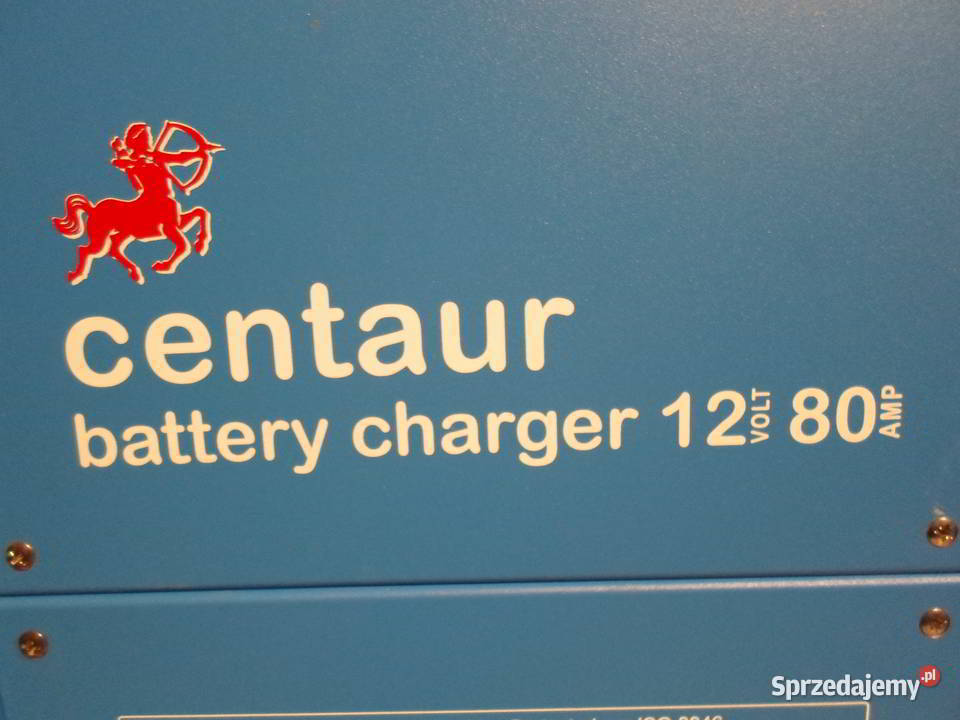 centaur
battery charger 12 VOLT 80 AMP
Sprzedajemy.pl